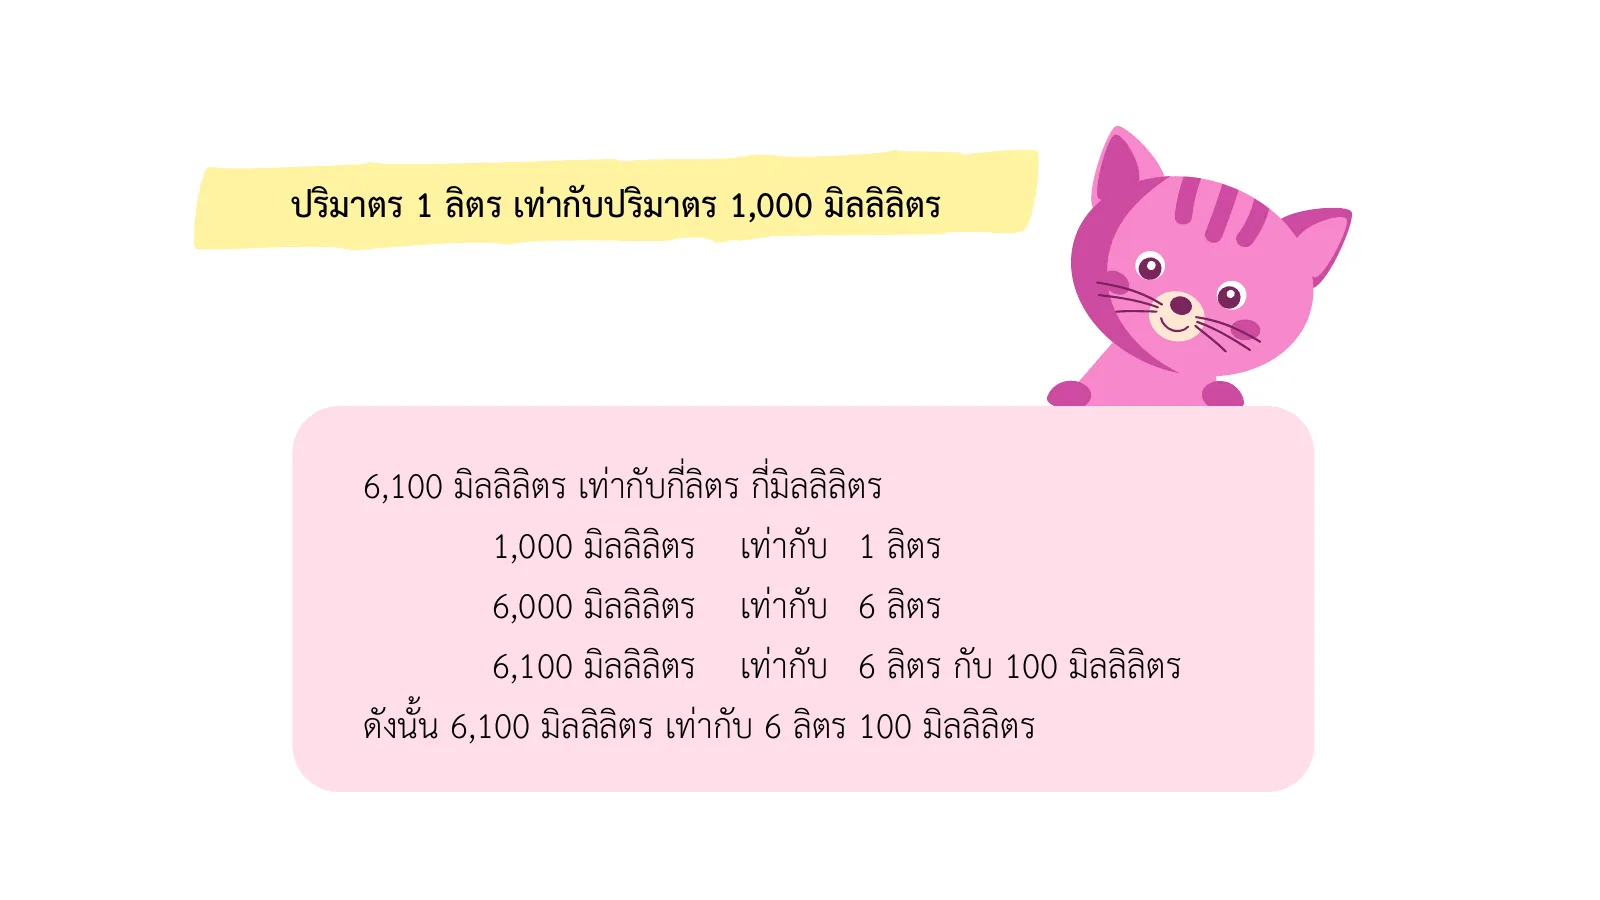 ปริมาตร 1 ลิตร เท่ากับปริมาตร 1,000 มิลลิลิตร
6,100 มิลลิลิตร เท่ากับกี่ลิตร กี่มิลลิลิตร
1,000 มิลลิลิตร เท่ากับ 1 ลิตร
6,000 มิลลิลิตร เท่ากับ 6 ลิตร
6,100 มิลลิลิตร เท่ากับ 6 ลิตร กับ 100 มิลลิลิตร
ดังนั้น 6,100 มิลลิลิตร เท่ากับ 6 ลิตร 100 มิลลิลิตร